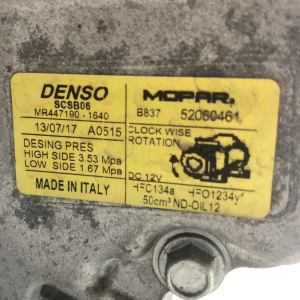 DENSO
SCSB06
MR447190-1640
13/07/17 A0515
DESING PRES
HIGH SIDE 3.53 Mpa
LOW SIDE 1.67 Mpa
MADE IN ITALY
MOPAR.
B837 52060461
CLOCK WISE
ROTATION
DC 12V
HFC134a HFO1234yf
50cm³ ND-OIL12